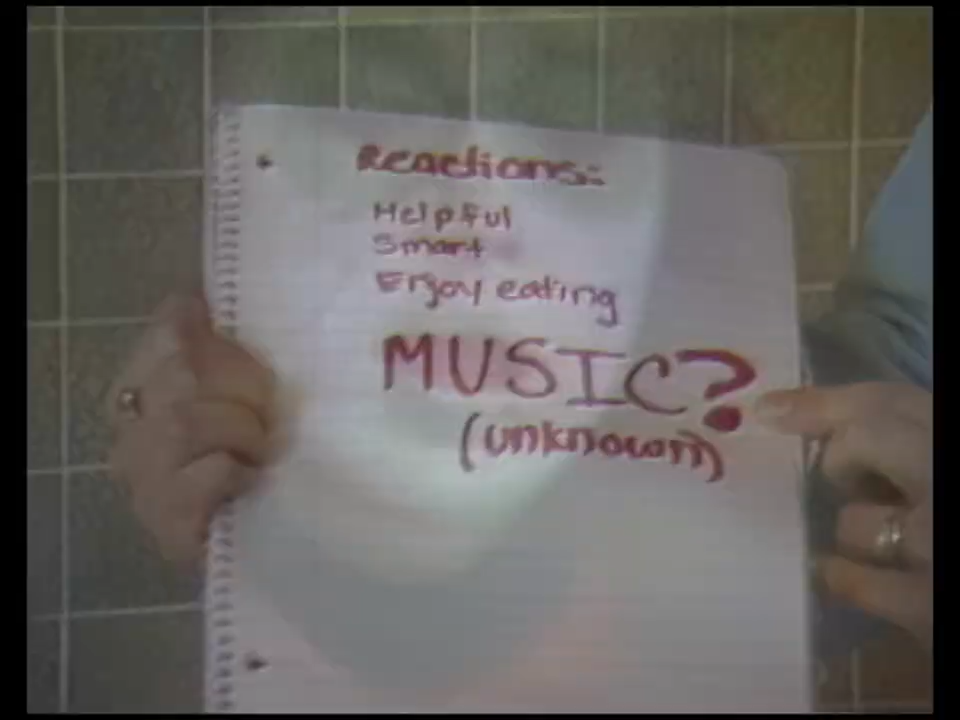 Reactions:
Helpful
Smart
Enjoy eating
MUSIC?
(unknown)